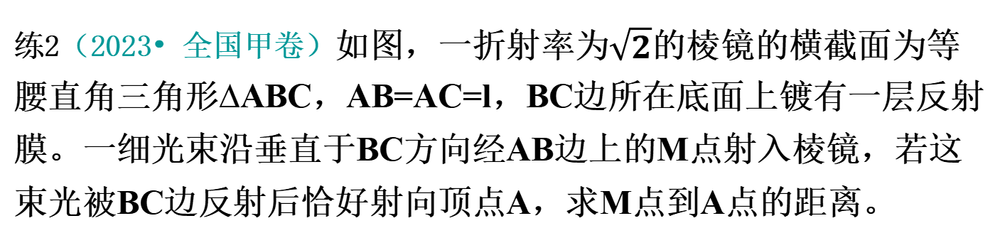 练2（2023• 全国甲卷）如图，一折射率为√2的棱镜的横截面为等
腰直角三角形ΔABC，AB=AC=l，BC边所在底面上镀有一层反射
膜。一细光束沿垂直于BC方向经AB边上的M点射入棱镜，若这
束光被BC边反射后恰好射向顶点A，求M点到A点的距离。